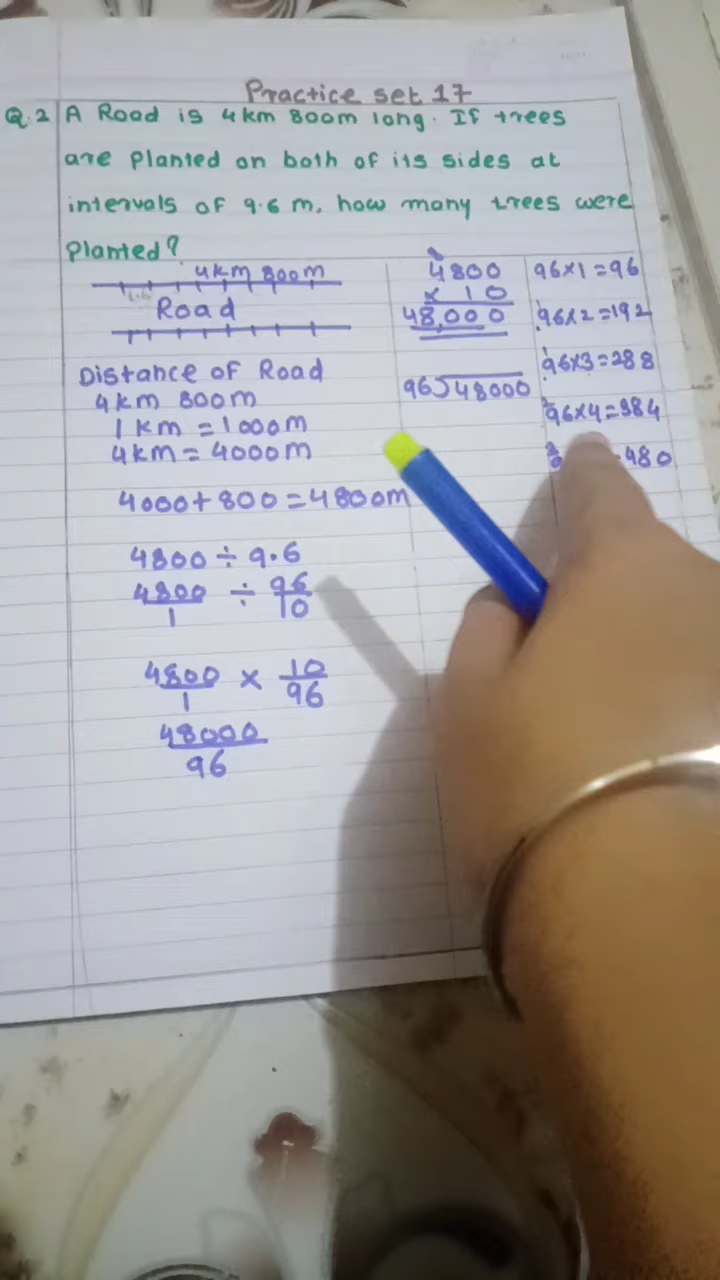 Practice set 17
Q.2 A Road is 4km 800m long. If trees
are planted on both of its sides at
intervals of 9.6 m, how many trees were
planted?
4km 800m
Road
Distance of Road
4km 800m
1km = 1000m
4km = 4000m
4000 + 800 = 4800m
4800 ÷ 9.6
4800/1 ÷ 96/10
4800/1 × 10/96
48000/96
4800
× 10
48,000
96)48000
96×1=96
96×2=192
96×3=288
96×4=384
480